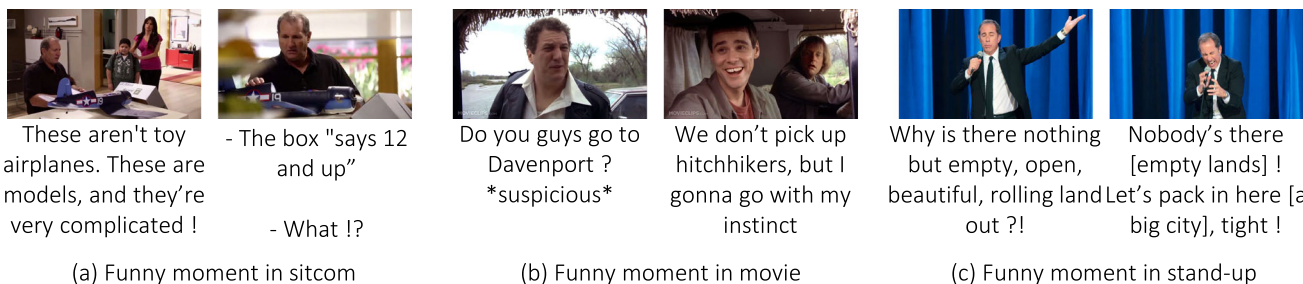 These aren't toy
airplanes. These are
models, and they’re
very complicated !
- The box "says 12
and up”
- What !?
(a) Funny moment in sitcom
Do you guys go to
Davenport ?
*suspicious*
We don’t pick up
hitchhikers, but I
gonna go with my
instinct
(b) Funny moment in movie
Why is there nothing
but empty, open,
beautiful, rolling land
out ?!
Nobody’s there
[empty lands] !
Let’s pack in here [a
big city], tight !
(c) Funny moment in stand-up